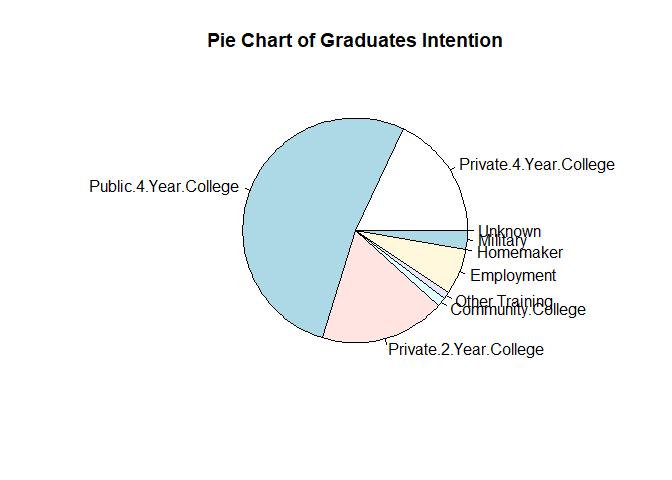 Pie Chart of Graduates Intention
Private.4.Year.College
Public.4.Year.College
Unknown
Military
Homemaker
Employment
Other Training
Community.College
Private.2.Year.College